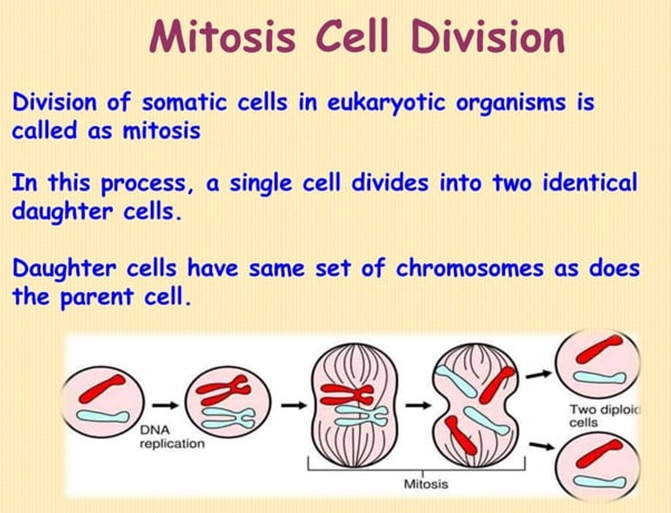 Mitosis Cell Division
Division of somatic cells in eukaryotic organisms is
called as mitosis
In this process, a single cell divides into two identical
daughter cells.
Daughter cells have same set of chromosomes as does
the parent cell.
DNA
replication
Mitosis
Two diploid
cells